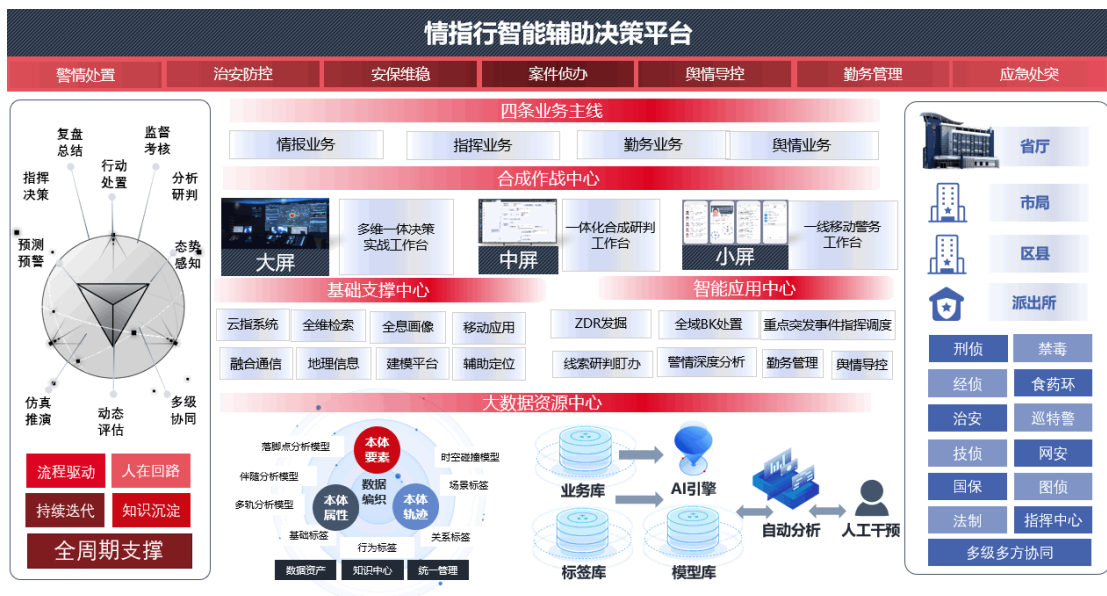 情指行智能辅助决策平台
警情处置
治安防控
安保维稳
案件侦办
舆情导控
勤务管理
应急处突
复盘
总结
监督
考核
指挥
决策
行动
处置
分析
研判
预测
预警
态势
感知
仿真
推演
动态
评估
多级
协同
流程驱动
人在回路
持续迭代
知识沉淀
全周期支撑
四条业务主线
情报业务
指挥业务
勤务业务
舆情业务
合成作战中心
大屏
多维一体决策
实战工作台
中屏
一体化合成研判
工作台
小屏
一线移动警务
工作台
基础支撑中心
云指系统
全维检索
全息画像
移动应用
融合通信
地理信息
建模平台
辅助定位
智能应用中心
ZDR发掘
全域BK处置
重点突发事件指挥调度
线索研判盯办
警情深度分析
勤务管理
舆情导控
大数据资源中心
落脚点分析模型
伴随分析模型
多轨分析模型
基础标签
行为标签
关系标签
场景标签
时空碰撞模型
本体
要素
数据
编织
本体
属性
本体
轨迹
数据资产
知识中心
统一管理
业务库
AI引擎
标签库
模型库
自动分析
人工干预
省厅
市局
区县
派出所
刑侦
禁毒
经侦
食药环
治安
巡特警
技侦
网安
国保
图侦
法制
指挥中心
多级多方协同